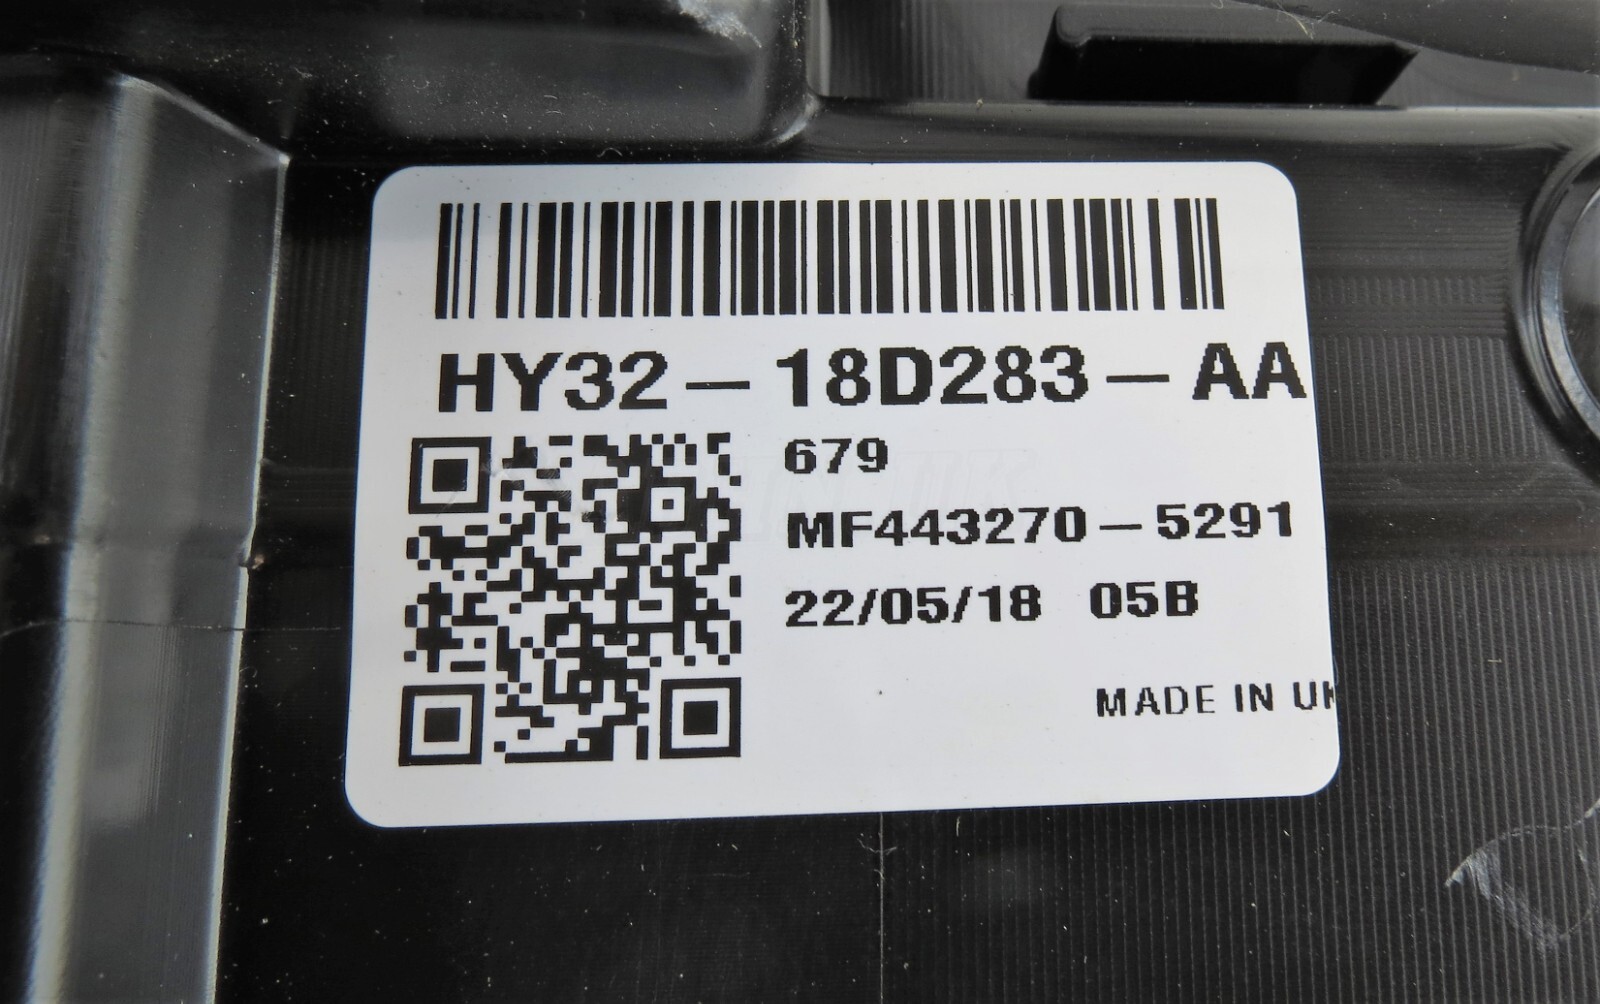 HY32-18D283-AA
679
MF443270-5291
22/05/18 05B
MADE IN UK